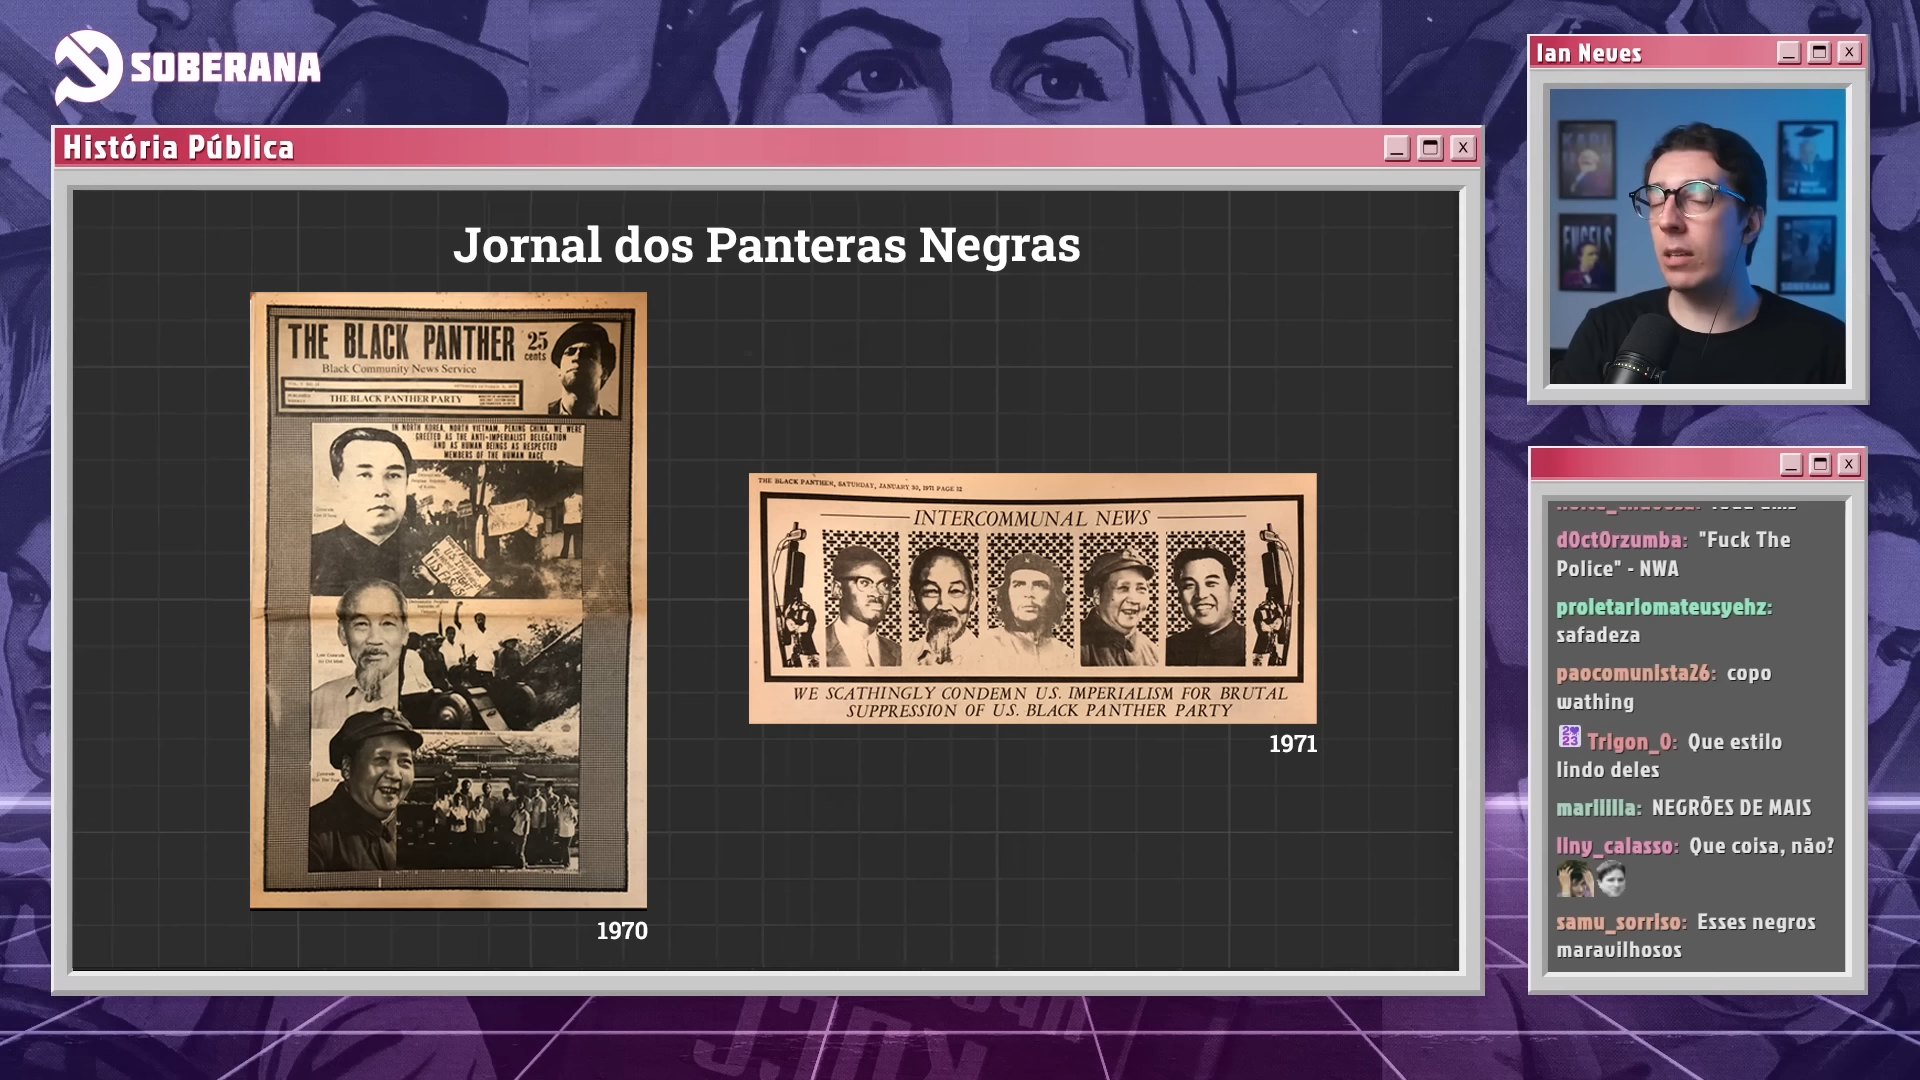 SOBERANA
História Pública
Jornal dos Panteras Negras
THE BLACK PANTHER
25
cents
Black Community News Service
THE BLACK PANTHER PARTY
IN NORTH KOREA, NORTH VIETNAM, PEKING CHINA, WE WERE
GREETED AS THE ANTI-IMPERIALIST DELEGATION
AND AS HUMAN BEINGS AS RESPECTED
MEMBERS OF THE HUMAN RACE
1970
THE BLACK PANTHER, SATURDAY, JANUARY 30, 1971 PAGE 12
INTERCOMMUNAL NEWS
WE SCATHINGLY CONDEMN U.S. IMPERIALISM FOR BRUTAL
SUPPRESSION OF U.S. BLACK PANTHER PARTY
1971
Ian Neves
KARL
ENGELS
SOBERANA
d0ct0rzumba: "Fuck The
Police" - NWA
proletariomateusyehz:
safadeza
paocomunista26: copo
wathing
Trigon_0: Que estilo
lindo deles
NEGRÕES DE MAIS
liny_calasso: Que coisa, não?
samu_sorriso: Esses negros
maravilhosos